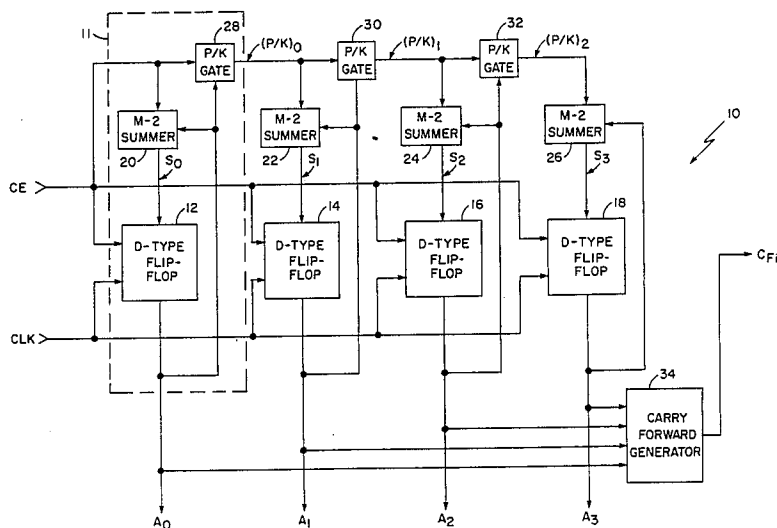 11
28
30
32
P/K
GATE
(P/K)0
P/K
GATE
(P/K)1
P/K
GATE
(P/K)2
M-2
SUMMER
20
M-2
SUMMER
22
M-2
SUMMER
24
M-2
SUMMER
26
10
S0
S1
S2
S3
CE
12
14
16
18
D-TYPE
FLIP-
FLOP
D-TYPE
FLIP-
FLOP
D-TYPE
FLIP-
FLOP
D-TYPE
FLIP-
FLOP
CFi
CLK
34
CARRY
FORWARD
GENERATOR
A0
A1
A2
A3